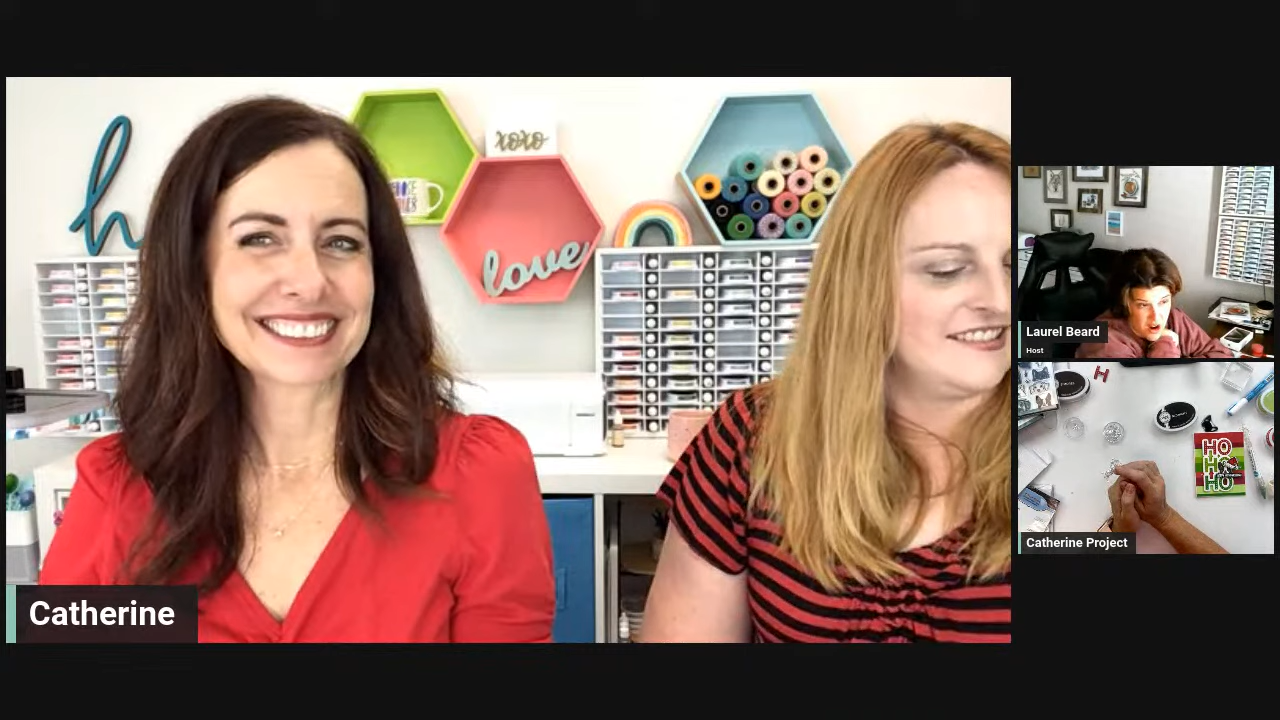 h
xoxo
love
Catherine
Laurel Beard
Host
HO
HO
HO
Catherine Project